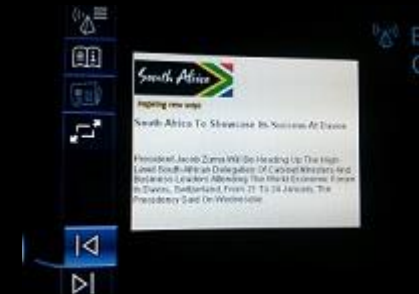 South Africa
Inspiring new ways
South Africa To Showcase Its Success At Davos
President Jacob Zuma Will Be Heading Up The High-
Level South African Delegation Of Cabinet Ministers And
Business Leaders Attending The World Economic Forum
In Davos, Switzerland, From 21 To 24 January, The
Presidency Said On Wednesday.